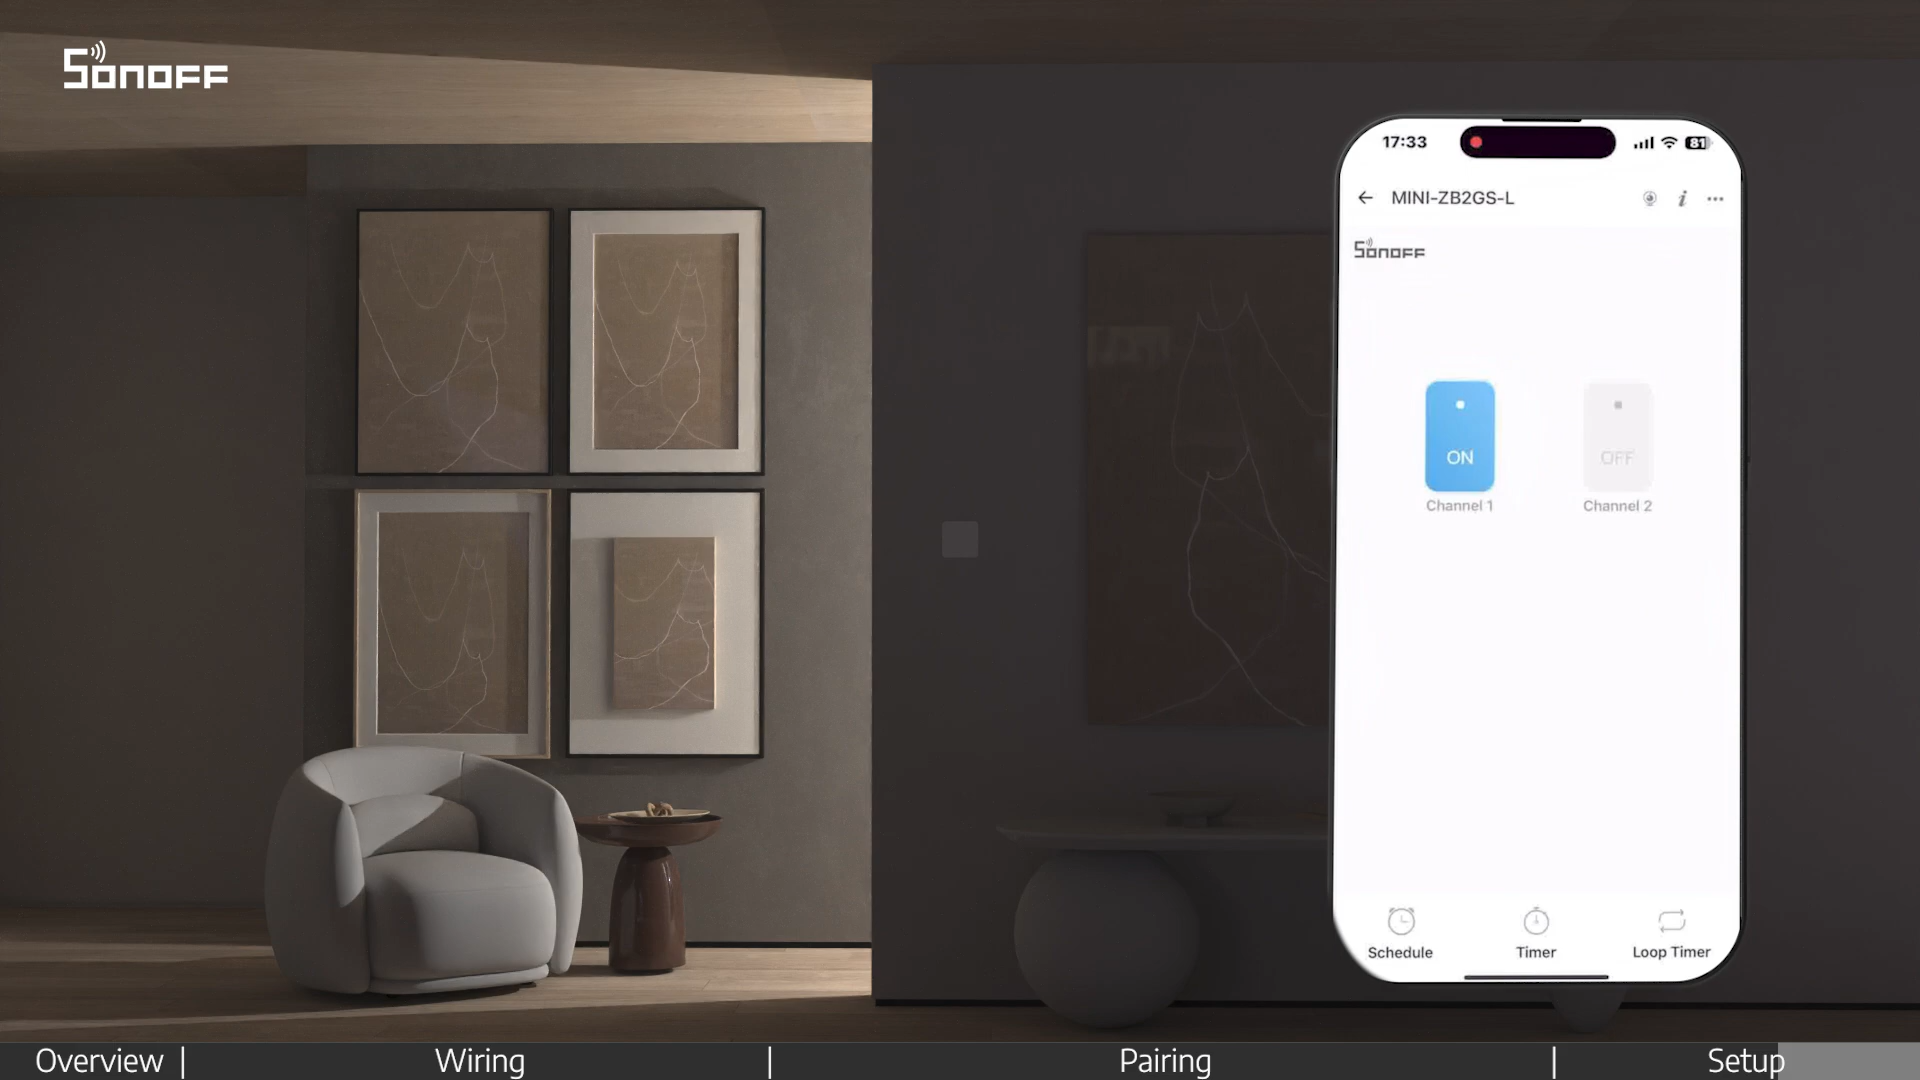 SONOFF
17:33
81
MINI-ZB2GS-L
i
SONOFF
ON
OFF
Channel 1
Channel 2
Schedule
Timer
Loop Timer
Overview | Wiring | Pairing | Setup